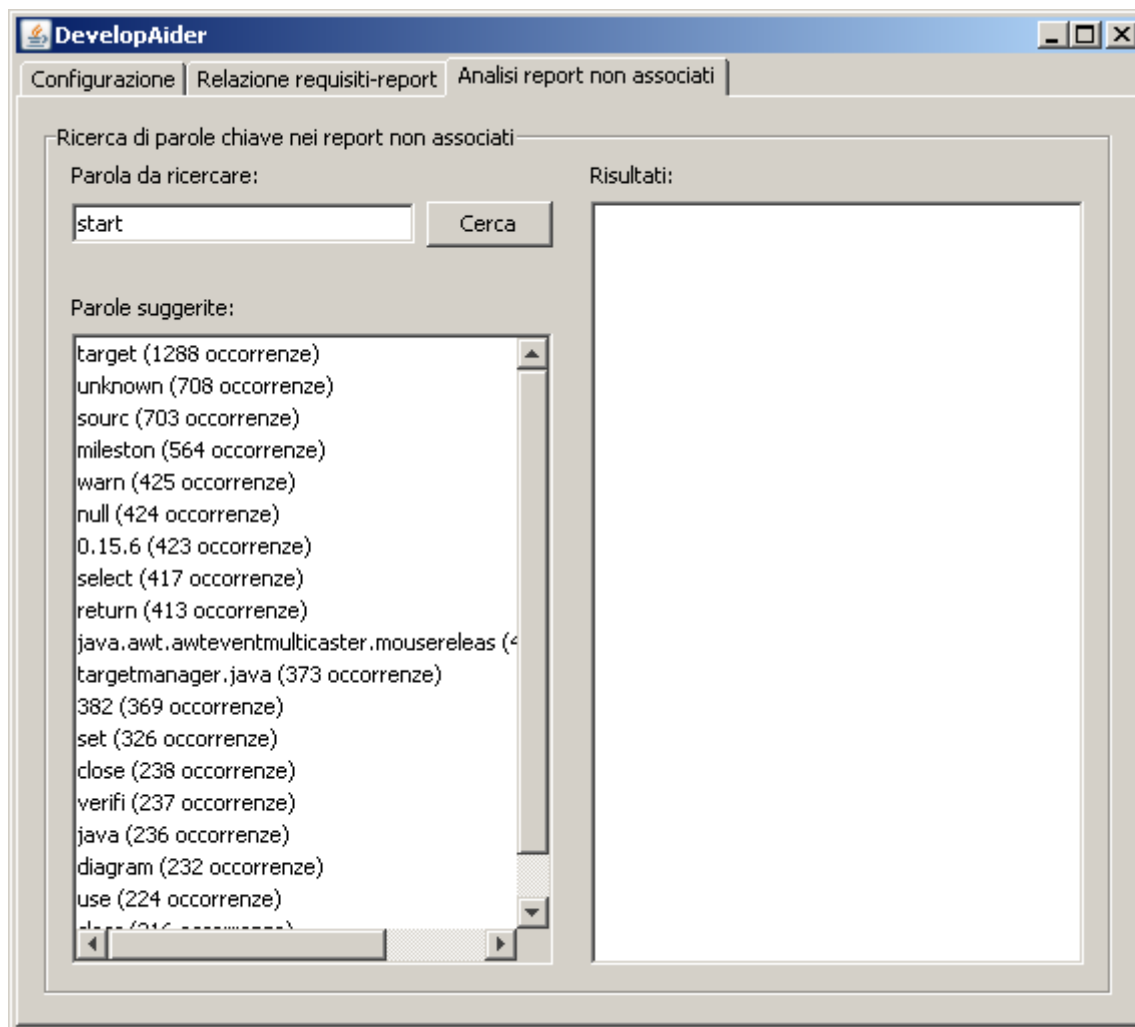 DevelopAider
Configurazione Relazione requisiti-report Analisi report non associati
Ricerca di parole chiave nei report non associati
Parola da ricercare:
start
Cerca
Parole suggerite:
target (1288 occorrenze)
unknown (708 occorrenze)
sourc (703 occorrenze)
mileston (564 occorrenze)
warn (425 occorrenze)
null (424 occorrenze)
0.15.6 (423 occorrenze)
select (417 occorrenze)
return (413 occorrenze)
java.awt.awteventmulticaster.mousereleas (
targetmanager.java (373 occorrenze)
382 (369 occorrenze)
set (326 occorrenze)
close (238 occorrenze)
verifi (237 occorrenze)
java (236 occorrenze)
diagram (232 occorrenze)
use (224 occorrenze)
Risultati: